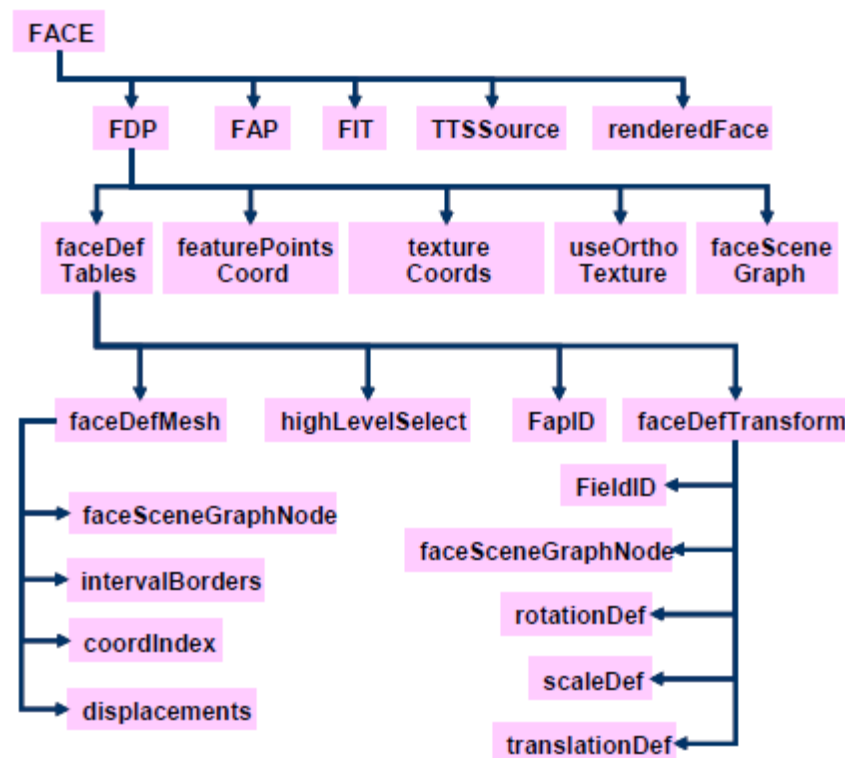 FACE
FDP FAP FIT TTSSource renderedFace
faceDef
Tables
featurePoints
Coord
texture
Coords
useOrtho
Texture
faceScene
Graph
faceDefMesh highLevelSelect FapID faceDefTransform
faceSceneGraphNode
intervalBorders
coordIndex
displacements
FieldID
faceSceneGraphNode
rotationDef
scaleDef
translationDef